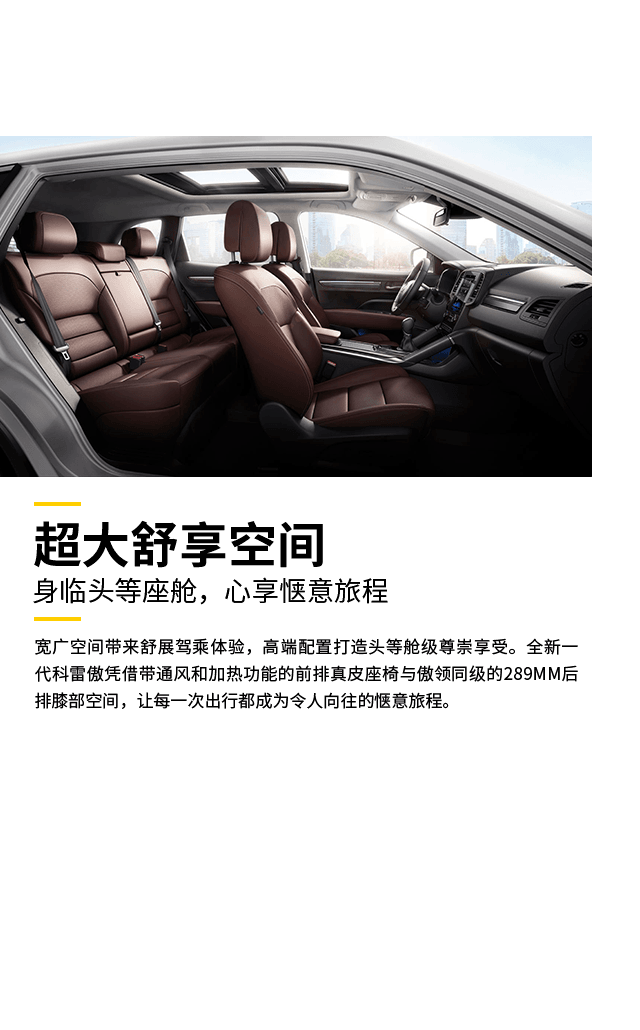 超大舒享空间
身临头等座舱，心享惬意旅程
宽广空间带来舒展驾乘体验，高端配置打造头等舱级尊崇享受。全新一
代科雷傲凭借带通风和加热功能的前排真皮座椅与傲领同级的289MM后
排膝部空间，让每一次出行都成为令人向往的惬意旅程。